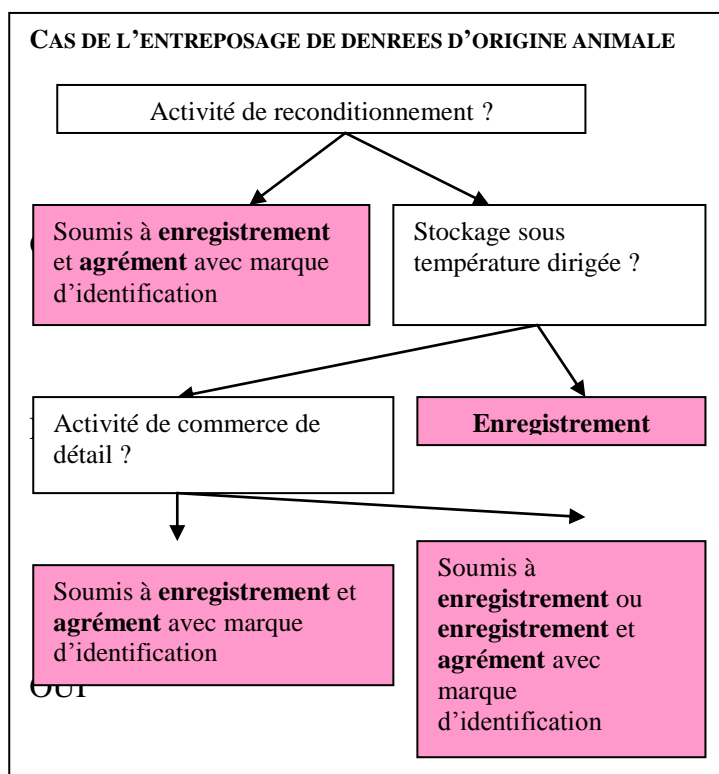 CAS DE L'ENTREPOSAGE DE DENREES D'ORIGINE ANIMALE
Activité de reconditionnement ?
Soumis à enregistrement
et agrément avec marque
d'identification
Stockage sous
température dirigée ?
Activité de commerce de
détail ?
Enregistrement
Soumis à enregistrement et
agrément avec marque
d'identification
Soumis à
enregistrement ou
enregistrement et
agrément avec
marque
d'identification
OUI